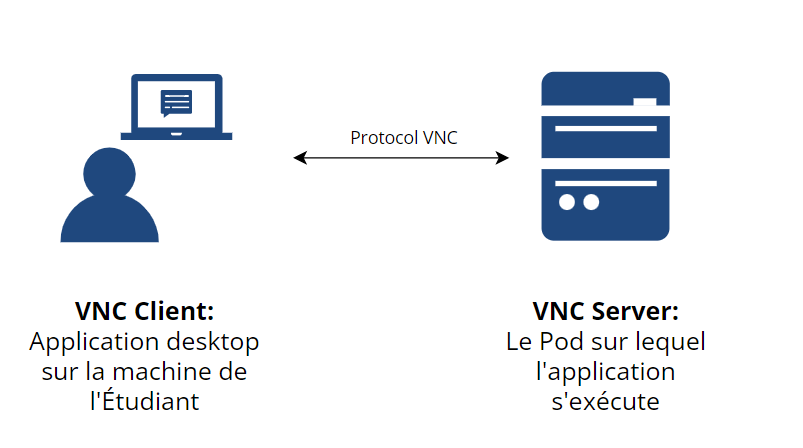 Protocol VNC
VNC Client:
Application desktop
sur la machine de
l'Étudiant
VNC Server:
Le Pod sur lequel
l'application
s'exécute